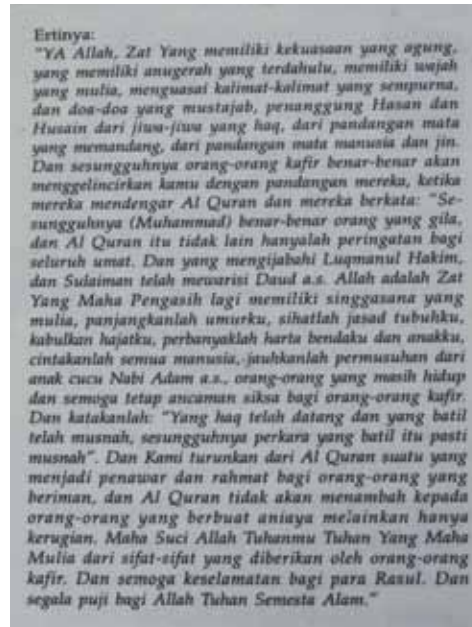 Ertinya:
"YA Allah, Zat Yang memiliki kekuasaan yang agung,
yang memiliki anugerah yang terdahulu, memiliki wajah
yang mulia, menguasai kalimat-kalimat yang sempurna,
dan doa-doa yang mustajab, penanggung Hasan dan
Husain dari jiwa-jiwa yang haq, dari pandangan mata
yang memandang, dari pandangan mata manusia dan jin.
Dan sesungguhnya orang-orang kafir benar-benar akan
menggelincirkan kamu dengan pandangan mereka, ketika
mereka mendengar Al Quran dan mereka berkata: "Se-
sungguhnya (Muhammad) benar-benar orang yang gila,
dan Al Quran itu tidak lain hanyalah peringatan bagi
seluruh umat. Dan yang mengijabahi Luqmanul Hakim,
dan Sulaiman telah mewarisi Daud a.s. Allah adalah Zat
Yang Maha Pengasih lagi memiliki singgasana yang
mulia, panjangkanlah umurku, sihatlah jasad tubuhku,
kabulkan hajatku, perbanyaklah harta bendaku dan anakku,
cintakanlah semua manusia, jauhkanlah permusuhan dari
anak cucu Nabi Adam a.s., orang-orang yang masih hidup
dan semoga tetap ancaman siksa bagi orang-orang kafir.
Dan katakanlah: "Yang haq telah datang dan yang batil
telah musnah, sesungguhnya perkara yang batil itu pasti
musnah". Dan Kami turunkan dari Al Quran suatu yang
menjadi penawar dan rahmat bagi orang-orang yang
beriman, dan Al Quran tidak akan menambah kepada
orang-orang yang berbuat aniaya melainkan hanya
kerugian. Maha Suci Allah Tuhanmu Tuhan Yang Maha
Mulia dari sifat-sifat yang diberikan oleh orang-orang
kafir. Dan semoga keselamatan bagi para Rasul. Dan
segala puji bagi Allah Tuhan Semesta Alam."